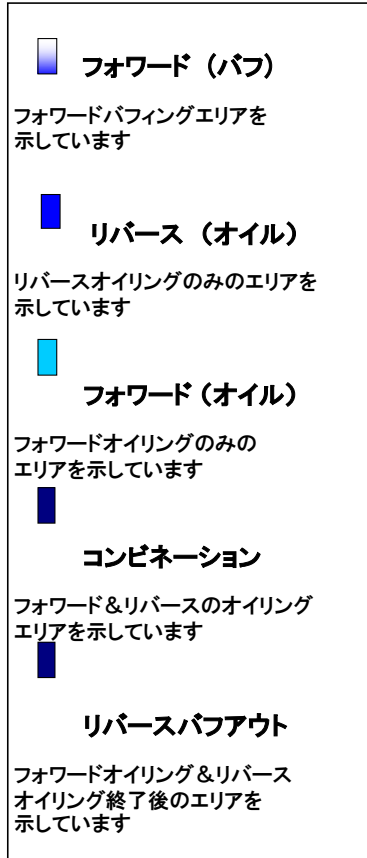 フォワード （バフ）
フォワードバフィングエリアを
示しています
リバース （オイル）
リバースオイリングのみのエリアを
示しています
フォワード（オイル）
フォワードオイリングのみの
エリアを示しています
コンビネーション
フォワード＆リバースのオイリング
エリアを示しています
リバースバフアウト
フォワードオイリング＆リバース
オイリング終了後のエリアを
示しています